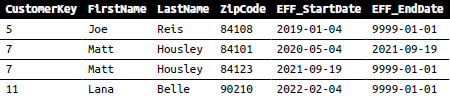 CustomerKey FirstName LastName ZipCode EFF_StartDate EFF_EndDate
5 Joe Reis 84108 2019-01-04 9999-01-01
7 Matt Housley 84101 2020-05-04 2021-09-19
7 Matt Housley 84123 2021-09-19 9999-01-01
11 Lana Belle 90210 2022-02-04 9999-01-01